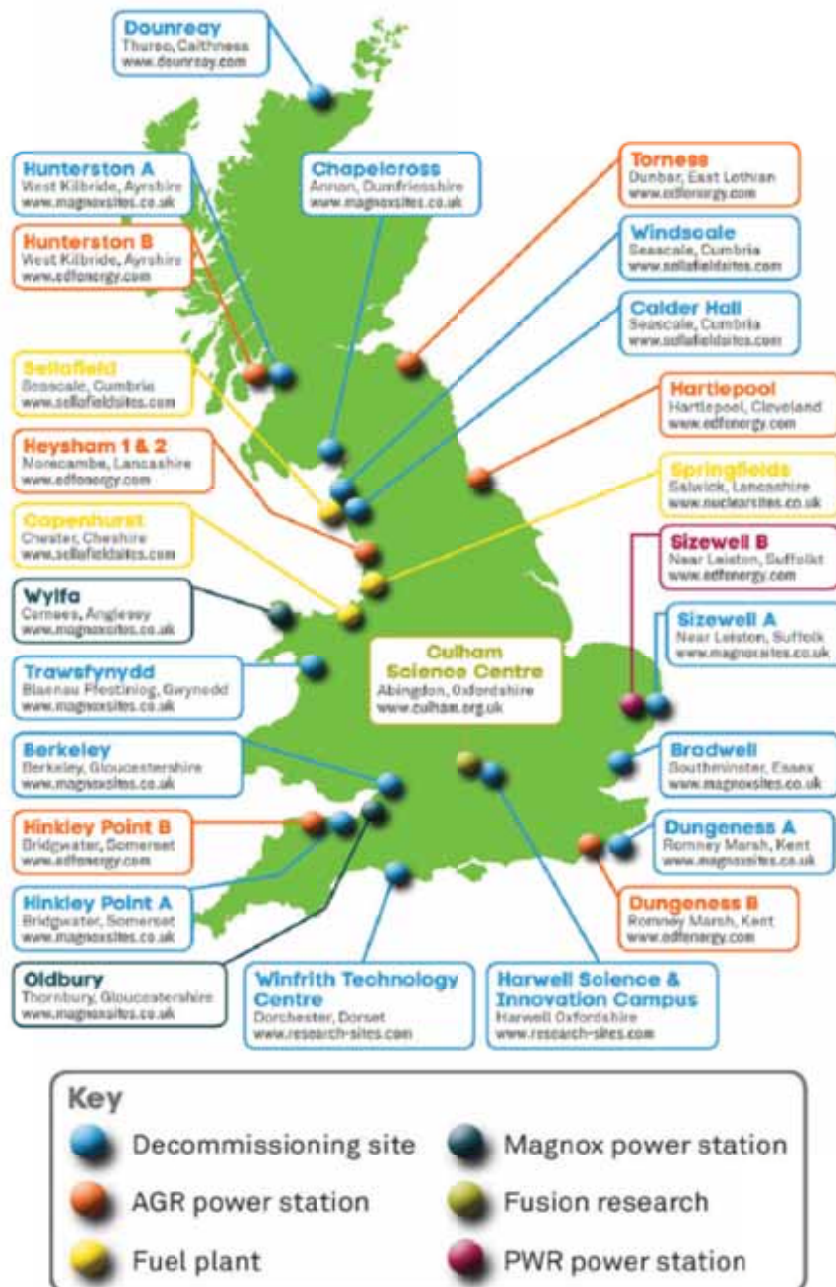 Dounreay
Thurso, Caithness
www.dounreay.com
Hunterston A
West Kilbride, Ayrshire
www.magnoxsites.co.uk
Chapelcross
Annan, Dumfriesshire
www.magnoxsites.co.uk
Torness
Dunbar, East Lothian
www.edfenergy.com
Hunterston B
West Kilbride, Ayrshire
www.edfenergy.com
Windscale
Seascale, Cumbria
www.sellafieldsites.com
Calder Hall
Seascale, Cumbria
www.sellafieldsites.com
Sellafield
Seascale, Cumbria
www.sellafieldsites.com
Hartlepool
Hartlepool, Cleveland
www.edfenergy.com
Heysham 1 & 2
Morecambe, Lancashire
www.edfenergy.com
Springfields
Salwick, Lancashire
www.nuclearsites.co.uk
Capenhurst
Chester, Cheshire
www.sellafieldsites.com
Sizewell B
Near Leiston, Suffolkt
www.edfenergy.com
Wylfa
Cemaes, Anglesey
www.magnoxsites.co.uk
Sizewell A
Near Leiston, Suffolk
www.magnoxsites.co.uk
Culham
Science Centre
Abingdon, Oxfordshire
www.culham.org.uk
Trawsfynydd
Blaenau Ffestiniog, Gwynedd
www.magnoxsites.co.uk
Berkeley
Berkeley, Gloucestershire
www.magnoxsites.co.uk
Bradwell
Southminster, Essex
www.magnoxsites.co.uk
Hinkley Point B
Bridgwater, Somerset
www.edfenergy.com
Dungeness A
Romney Marsh, Kent
www.magnoxsites.co.uk
Hinkley Point A
Bridgwater, Somerset
www.magnoxsites.co.uk
Dungeness B
Romney Marsh, Kent
www.edfenergy.com
Oldbury
Thornbury, Gloucestershire
www.magnoxsites.co.uk
Winfrith Technology
Centre
Dorchester, Dorset
www.research-sites.com
Harwell Science &
Innovation Campus
Harwell Oxfordshire
www.research-sites.com
Key
Decommissioning site
Magnox power station
AGR power station
Fusion research
Fuel plant
PWR power station